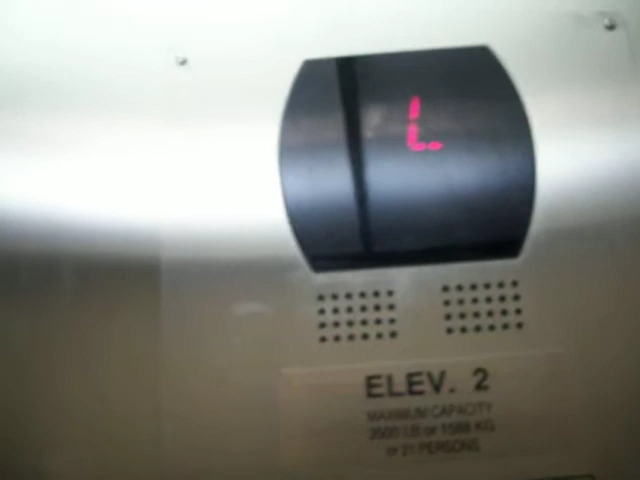 L
ELEV. 2
MAXIMUM CAPACITY
3500 LB or 1588 KG
or 21 PERSONS